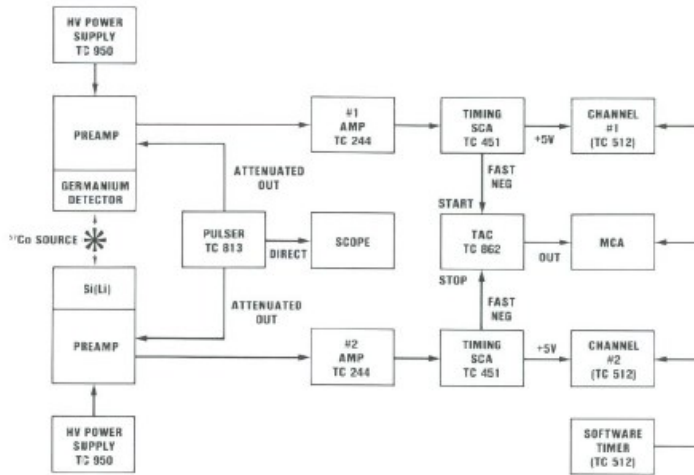 HV POWER
SUPPLY
TC 950
PREAMP
GERMANIUM
DETECTOR
⁵⁷Co SOURCE
Si(Li)
PREAMP
HV POWER
SUPPLY
TC 950
ATTENUATED
OUT
PULSER
TC 813
DIRECT
SCOPE
ATTENUATED
OUT
#1
AMP
TC 244
TIMING
SCA
TC 451
+5V
CHANNEL
#1
(TC 512)
FAST
NEG
START
TAC
TC 862
OUT
MCA
STOP
FAST
NEG
#2
AMP
TC 244
TIMING
SCA
TC 451
+5V
CHANNEL
#2
(TC 512)
SOFTWARE
TIMER
(TC 512)